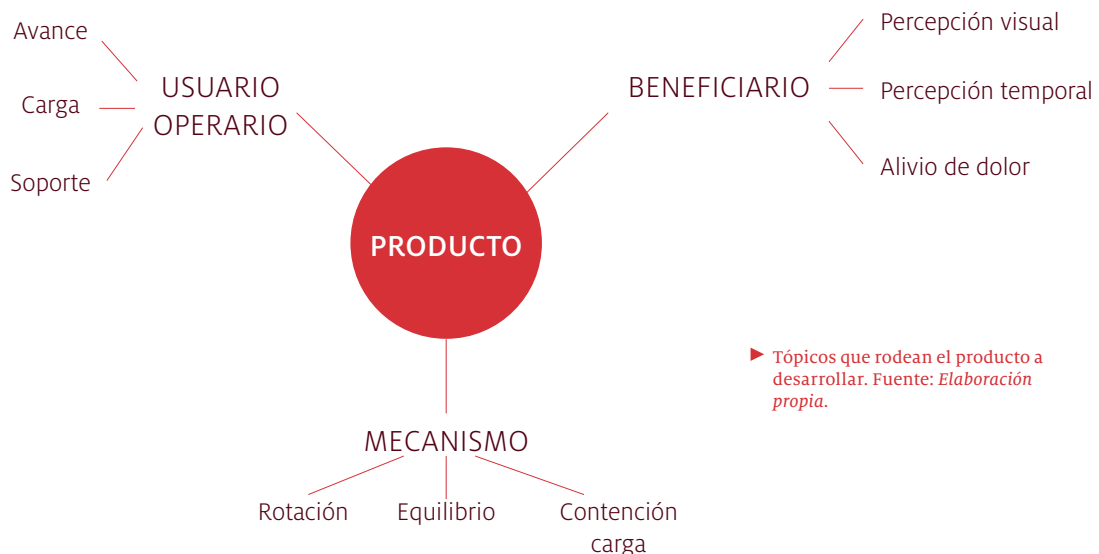 Avance
Carga
Soporte
USUARIO
OPERARIO
BENEFICIARIO
Percepción visual
Percepción temporal
Alivio de dolor
PRODUCTO
► Tópicos que rodean el producto a
desarrollar. Fuente: Elaboración
propia.
MECANISMO
Rotación
Equilibrio
Contención
carga